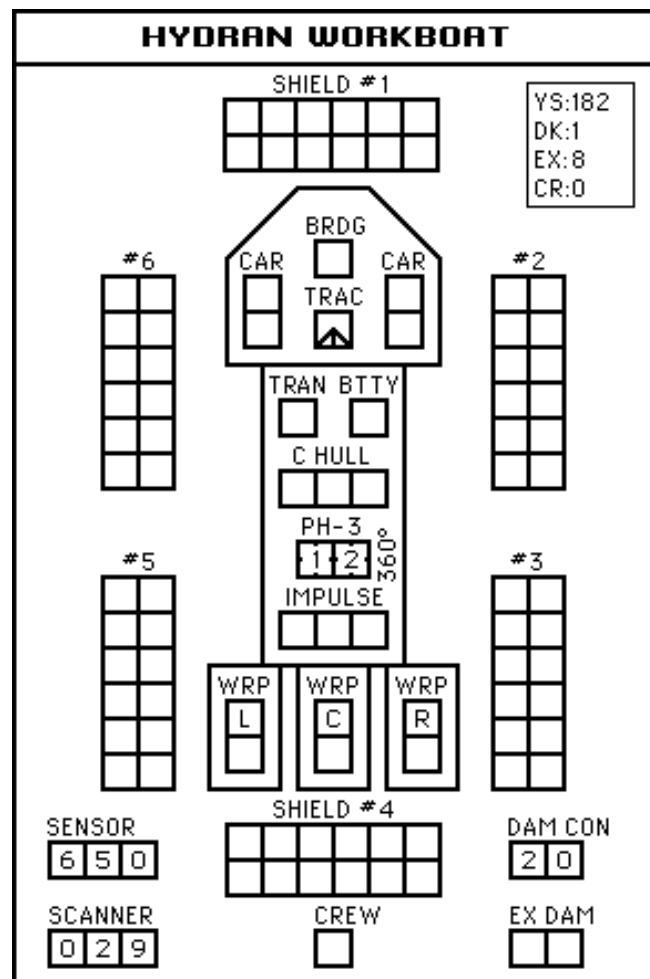 HYDRAN WORKBOAT
SHIELD #1
YS:182
DK:1
EX:8
CR:0
BRDG
#6
CAR
CAR
#2
TRAC
TRAN BTTY
C HULL
PH-3
1 2
360°
#5
#3
IMPULSE
WRP
WRP
WRP
L
C
R
SHIELD #4
SENSOR
DAM CON
6 5 0
2 0
SCANNER
CREW
EX DAM
0 2 9